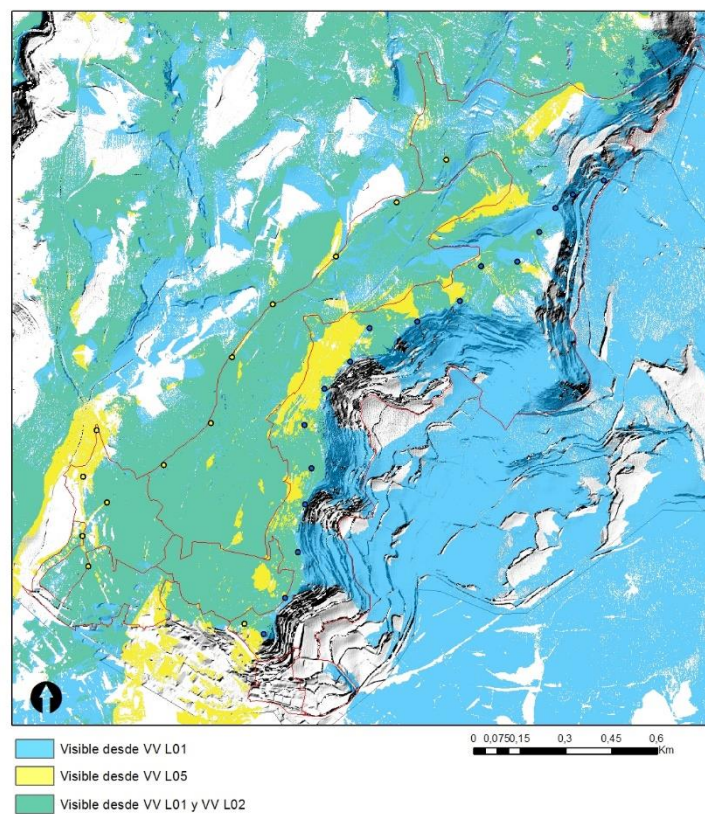 Visible desde VV L01
Visible desde VV L05
Visible desde VV L01 y VV L02
0 0,0750,15 0,3 0,45 0,6
Km